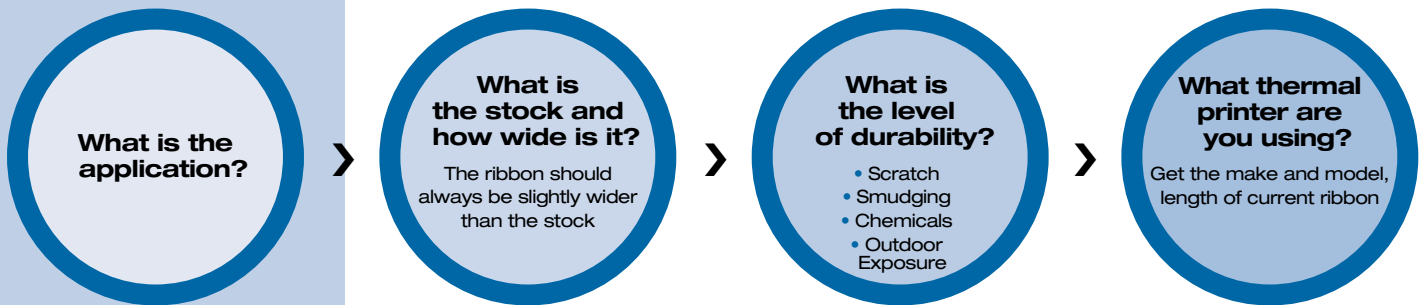 What is the
application?
❯
What is
the stock and
how wide is it?
The ribbon should
always be slightly wider
than the stock
❯
What is
the level
of durability?
• Scratch
• Smudging
• Chemicals
• Outdoor
Exposure
❯
What thermal
printer are
you using?
Get the make and model,
length of current ribbon